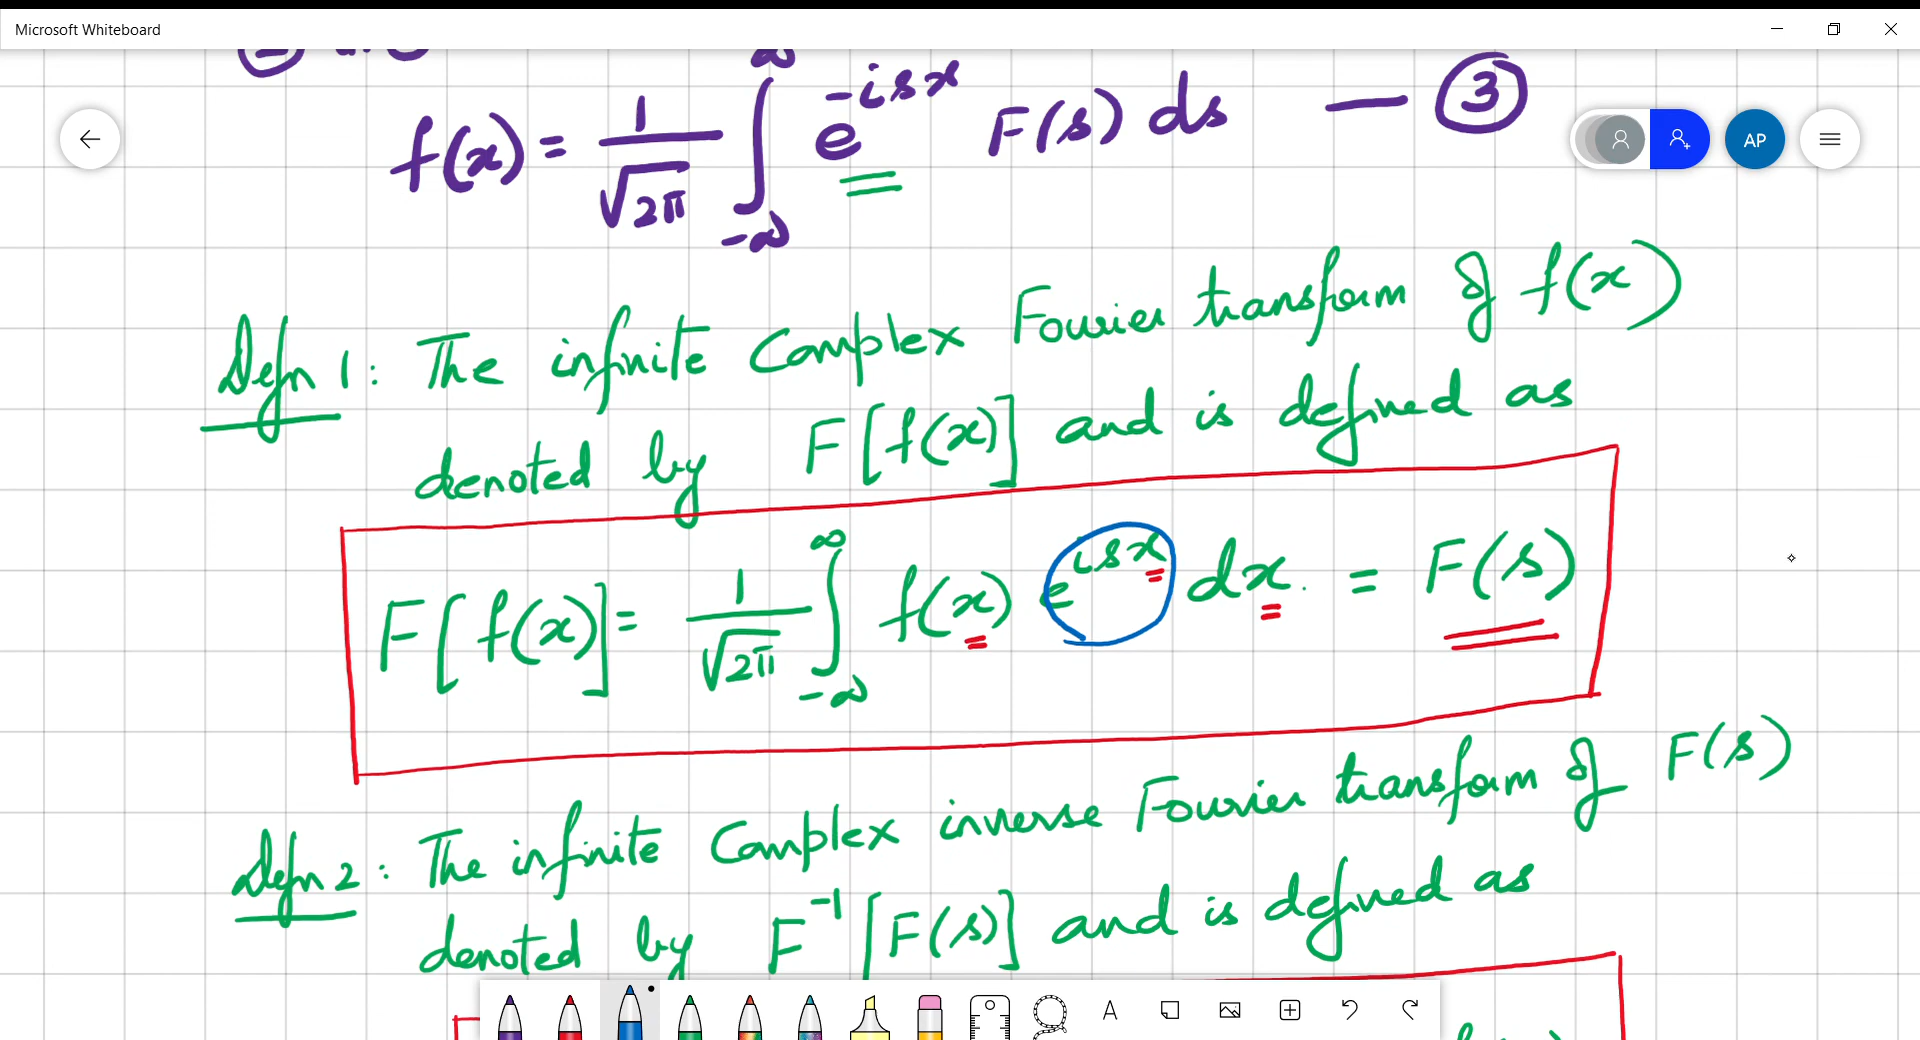 Microsoft Whiteboard
f(x) = 1/√2π ∫_{-∞}^{∞} e^{-isx} F(s) ds — ③
AP
Defn 1: The infinite Complex Fourier transform of f(x)
denoted by F[f(x)] and is defined as
F[f(x)] = 1/√2π ∫_{-∞}^{∞} f(x) e^{isx} dx. = F(s)
Defn 2: The infinite Complex inverse Fourier transform of F(s)
denoted by F^{-1}[F(s)] and is defined as
A